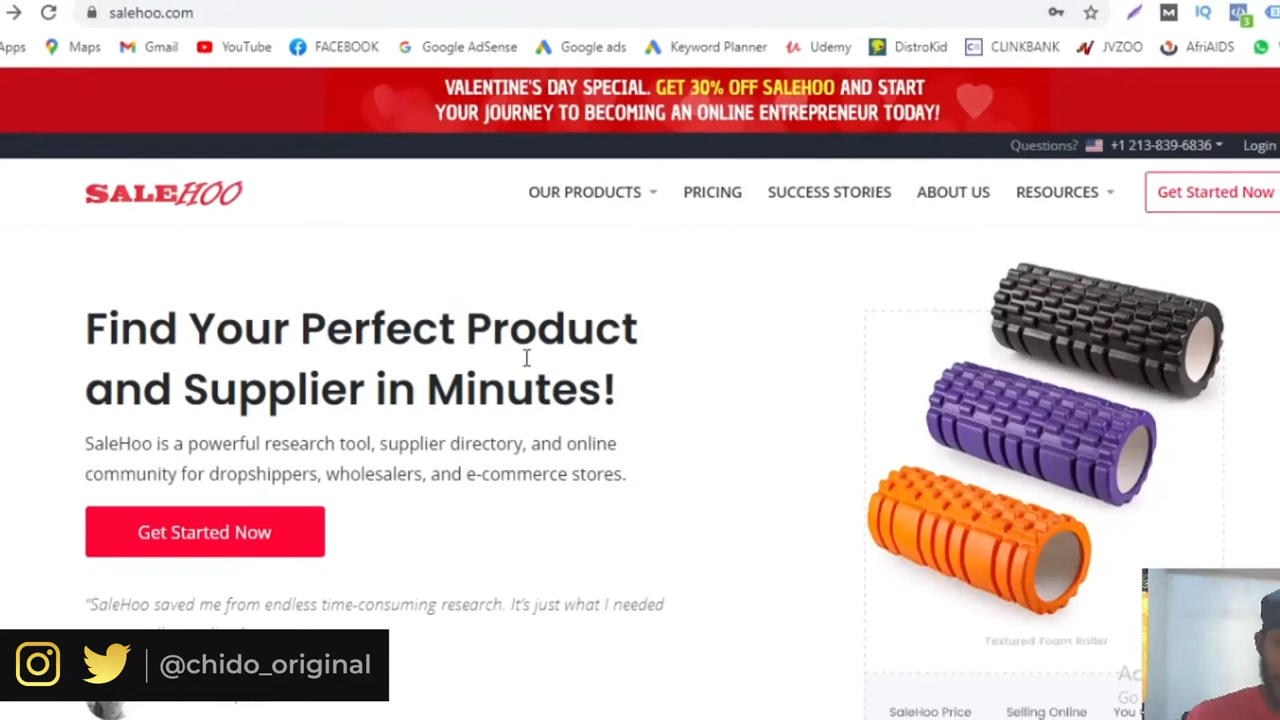 salehoo.com
Apps Maps Gmail YouTube FACEBOOK Google AdSense Google ads Keyword Planner Udemy DistroKid CLINKBANK JVZOO AfriAIDS
VALENTINE'S DAY SPECIAL. GET 30% OFF SALEHOO AND START
YOUR JOURNEY TO BECOMING AN ONLINE ENTREPRENEUR TODAY!
Questions? +1 213-839-6836 Login
SALEHOO OUR PRODUCTS PRICING SUCCESS STORIES ABOUT US RESOURCES Get Started Now
Find Your Perfect Product
and Supplier in Minutes!
SaleHoo is a powerful research tool, supplier directory, and online
community for dropshippers, wholesalers, and e-commerce stores.
Get Started Now
"SaleHoo saved me from endless time-consuming research. It's just what I needed
Textured Foam Roller
@chido_original
SaleHoo Price Selling Online You
Go